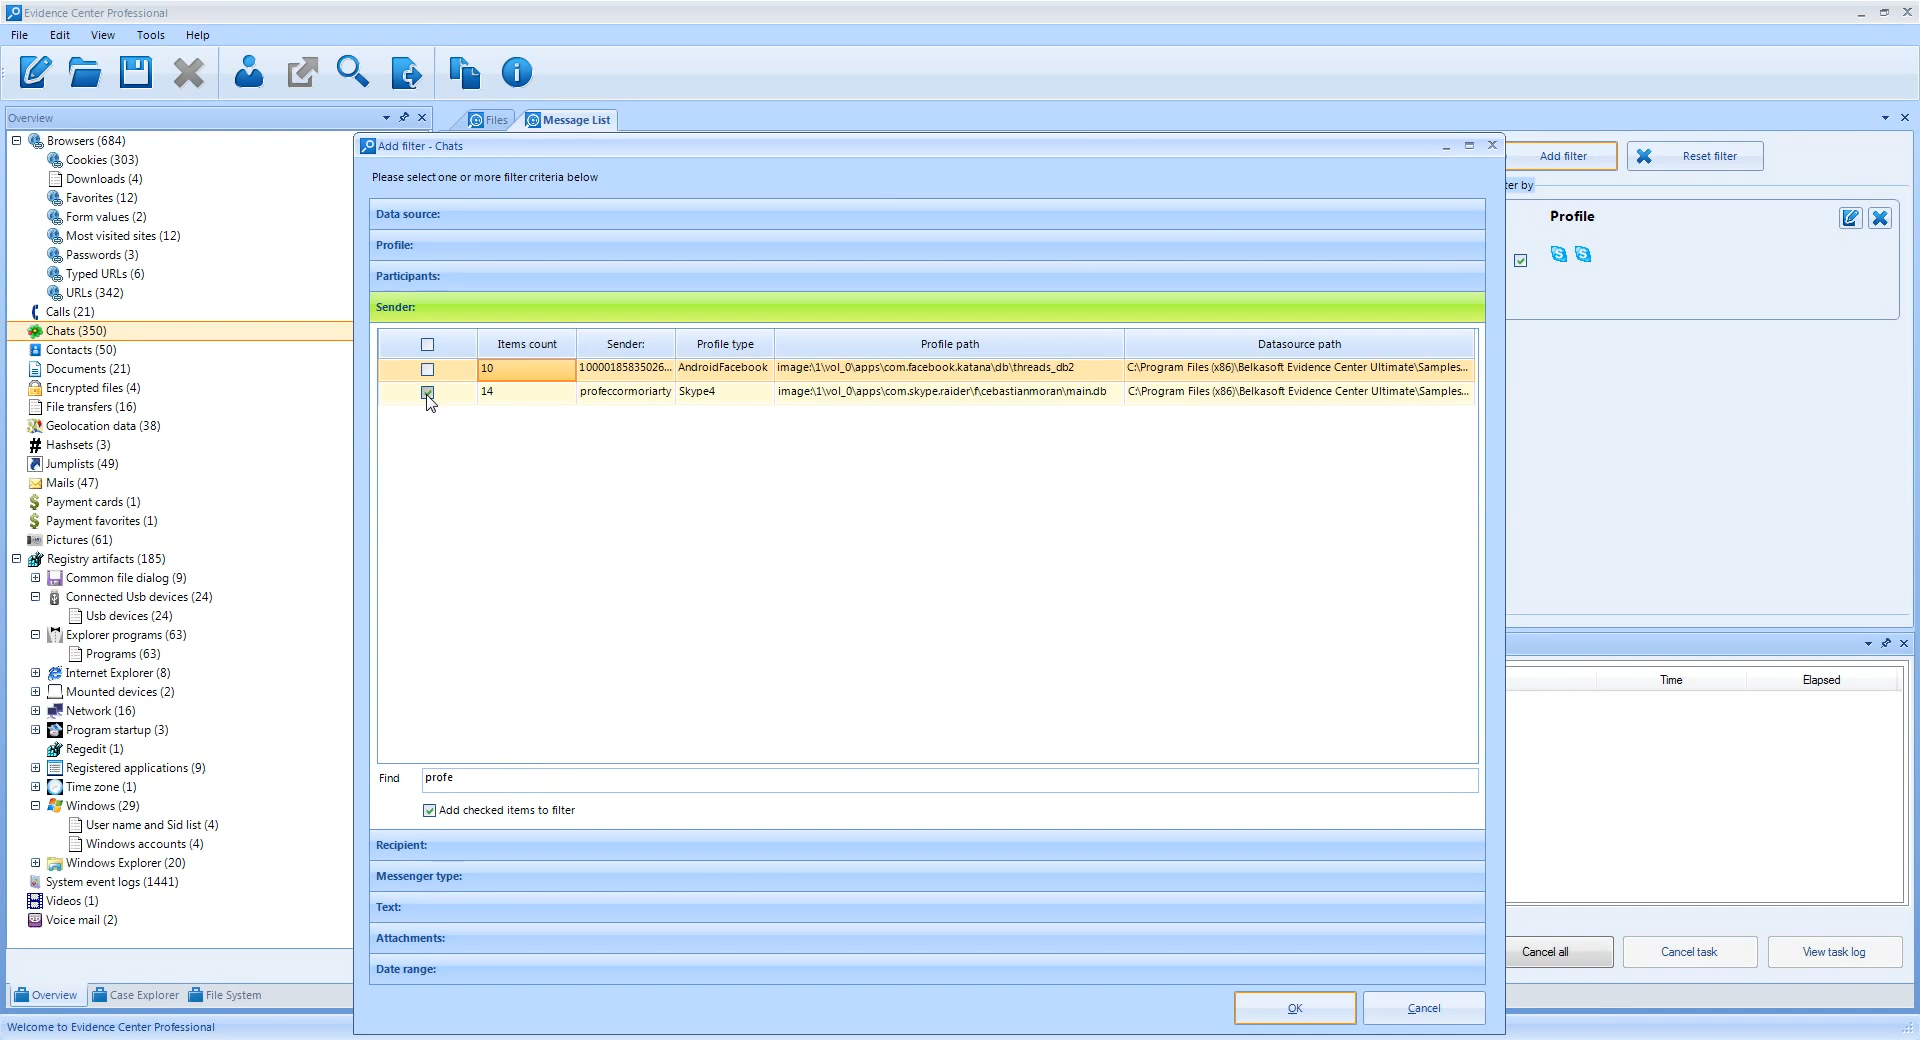 Evidence Center Professional
File Edit View Tools Help
Overview
Files Message List
Browsers (684)
Cookies (303)
Downloads (4)
Favorites (12)
Form values (2)
Most visited sites (12)
Passwords (3)
Typed URLs (6)
URLs (342)
Calls (21)
Chats (350)
Contacts (50)
Documents (21)
Encrypted files (4)
File transfers (16)
Geolocation data (38)
Hashsets (3)
Jumplists (49)
Mails (47)
Payment cards (1)
Payment favorites (1)
Pictures (61)
Registry artifacts (185)
Common file dialog (9)
Connected Usb devices (24)
Usb devices (24)
Explorer programs (63)
Programs (63)
Internet Explorer (8)
Mounted devices (2)
Network (16)
Program startup (3)
Regedit (1)
Registered applications (9)
Time zone (1)
Windows (29)
User name and Sid list (4)
Windows accounts (4)
Windows Explorer (20)
System event logs (1441)
Videos (1)
Voice mail (2)
Overview Case Explorer File System
Welcome to Evidence Center Professional
Add filter - Chats
Please select one or more filter criteria below
Data source:
Profile:
Participants:
Sender:
Items count Sender: Profile type Profile path Datasource path
10 10000185835026... AndroidFacebook image:\1\vol_0\apps\com.facebook.katana\db\threads_db2 C:\Program Files (x86)\Belkasoft Evidence Center Ultimate\Samples...
14 profeccormoriarty Skype4 image:\1\vol_0\apps\com.skype.raider\f\cebastianmoran\main.db C:\Program Files (x86)\Belkasoft Evidence Center Ultimate\Samples...
Find profe
Add checked items to filter
Recipient:
Messenger type:
Text:
Attachments:
Date range:
OK Cancel
Add filter Reset filter
ter by
Profile
Time Elapsed
Cancel all Cancel task View task log